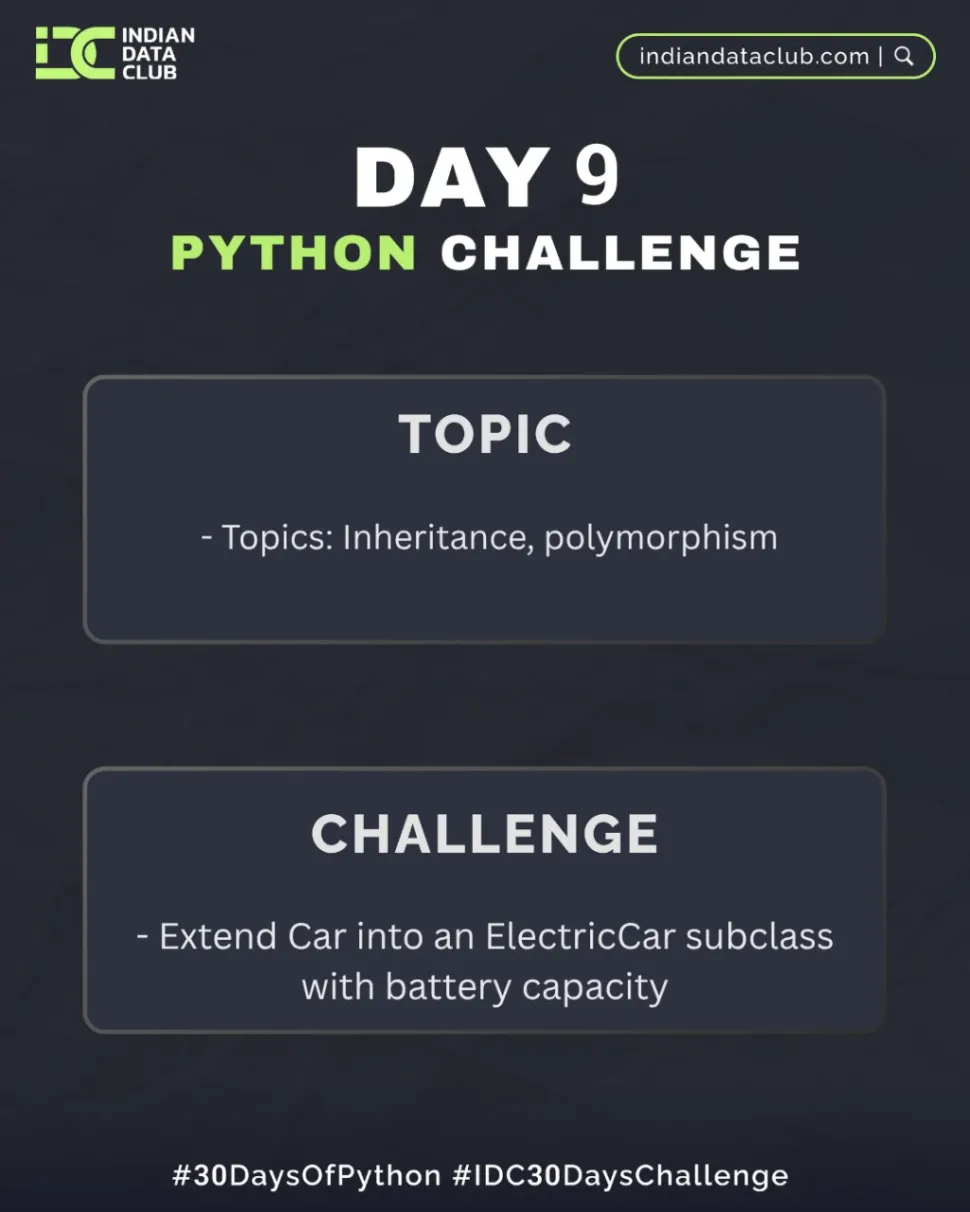 INDIAN
DATA
CLUB
indiandataclub.com |
DAY 9
PYTHON CHALLENGE
TOPIC
- Topics: Inheritance, polymorphism
CHALLENGE
- Extend Car into an ElectricCar subclass
with battery capacity
#30DaysOfPython #IDC30DaysChallenge